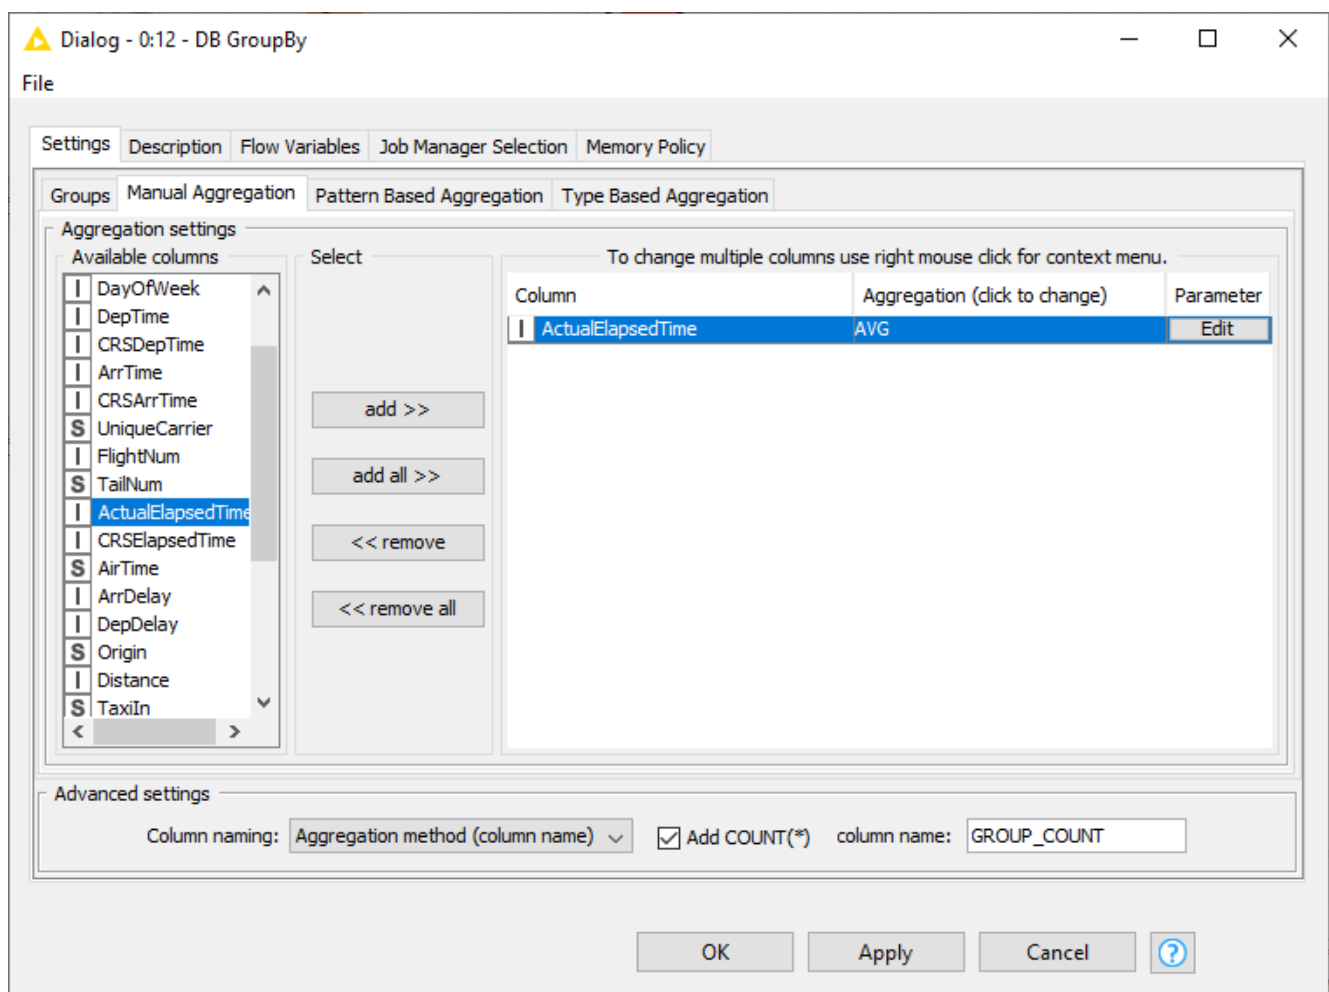 Dialog - 0:12 - DB GroupBy
File
Settings Description Flow Variables Job Manager Selection Memory Policy
Groups Manual Aggregation Pattern Based Aggregation Type Based Aggregation
Aggregation settings
Available columns Select To change multiple columns use right mouse click for context menu.
Column Aggregation (click to change) Parameter
I ActualElapsedTime AVG Edit
I DayOfWeek
I DepTime
I CRSDepTime
I ArrTime
I CRSArrTime
S UniqueCarrier
I FlightNum
S TailNum
I ActualElapsedTime
I CRSElapsedTime
S AirTime
I ArrDelay
I DepDelay
S Origin
I Distance
S TaxiIn
add >>
add all >>
<< remove
<< remove all
Advanced settings
Column naming: Aggregation method (column name) Add COUNT(*) column name: GROUP_COUNT
OK Apply Cancel ?